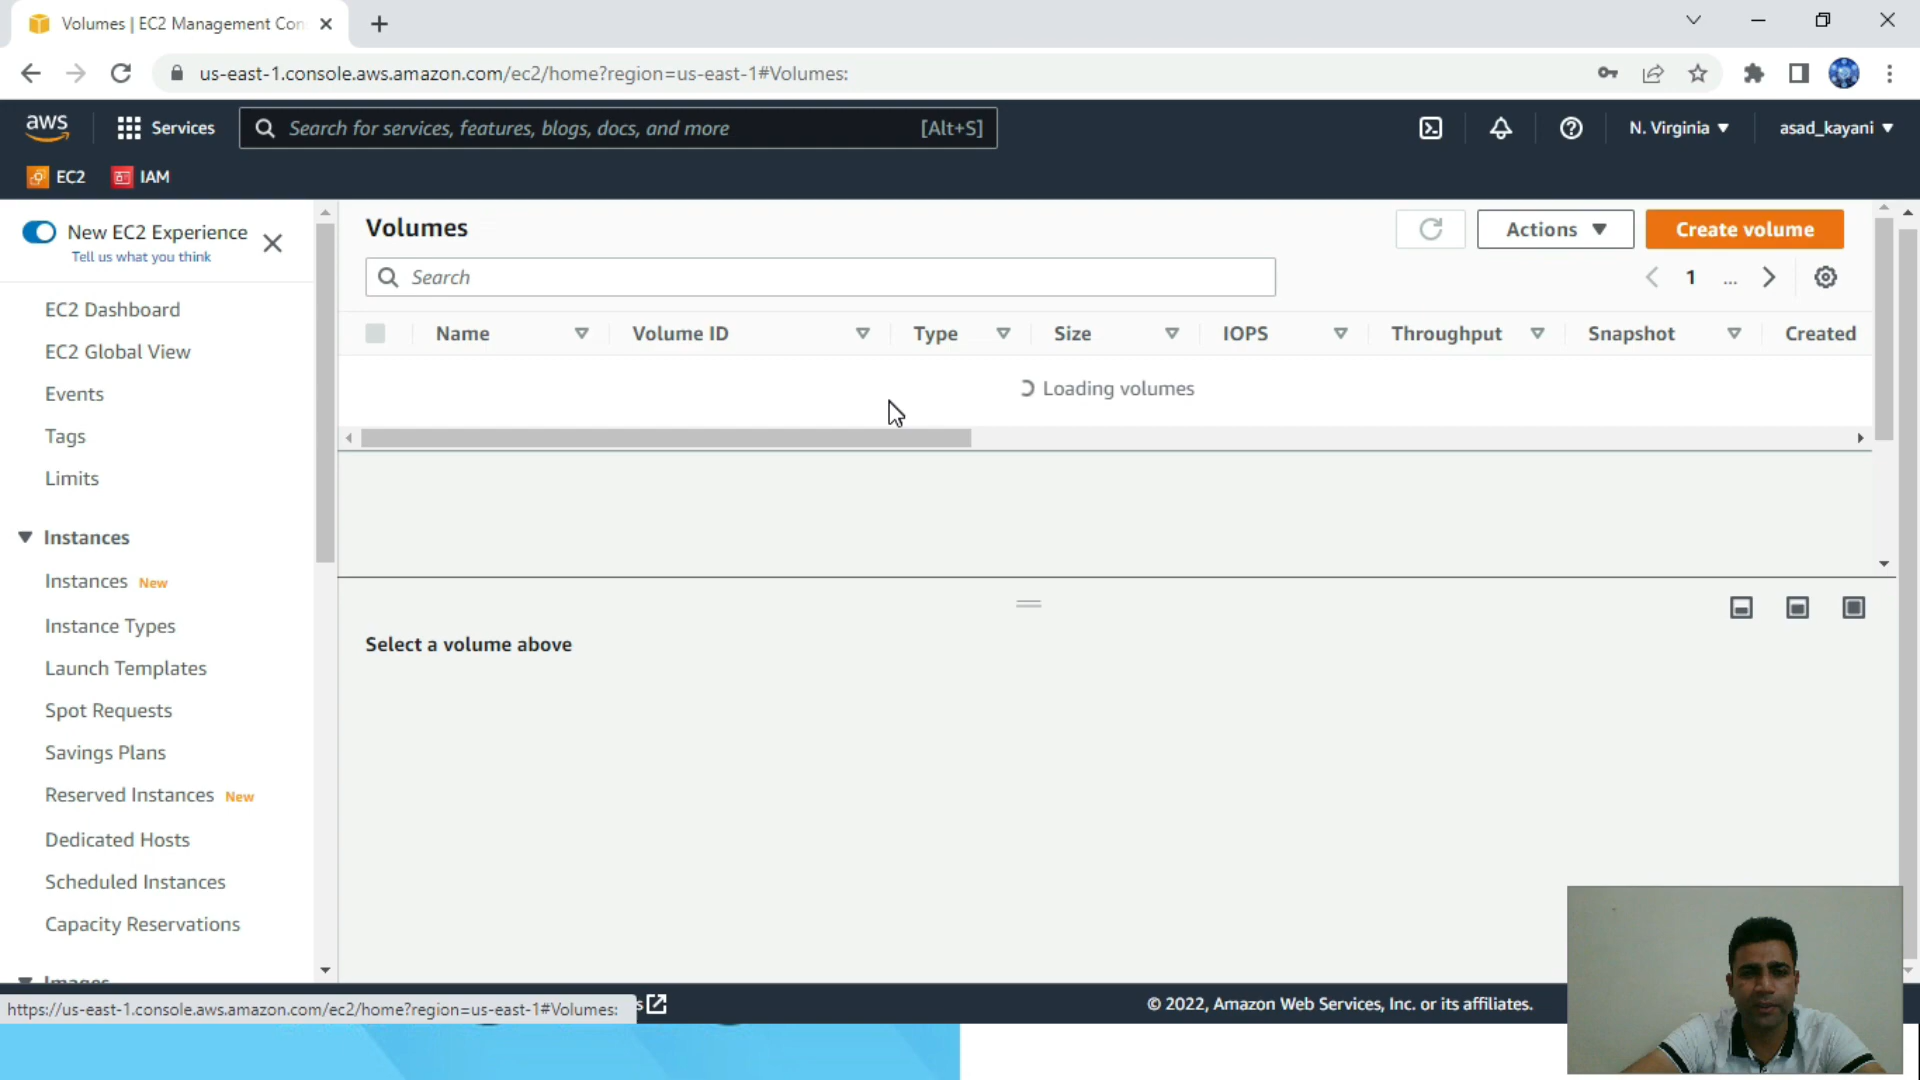 Volumes | EC2 Management Con
us-east-1.console.aws.amazon.com/ec2/home?region=us-east-1#Volumes:
aws
Services
Search for services, features, blogs, docs, and more [Alt+S]
N. Virginia
asad_kayani
EC2
IAM
New EC2 Experience
Tell us what you think
EC2 Dashboard
EC2 Global View
Events
Tags
Limits
Instances
Instances New
Instance Types
Launch Templates
Spot Requests
Savings Plans
Reserved Instances New
Dedicated Hosts
Scheduled Instances
Capacity Reservations
Images
Volumes
Actions
Create volume
Search
1 ...
Name Volume ID Type Size IOPS Throughput Snapshot Created
Loading volumes
Select a volume above
https://us-east-1.console.aws.amazon.com/ec2/home?region=us-east-1#Volumes:
© 2022, Amazon Web Services, Inc. or its affiliates.